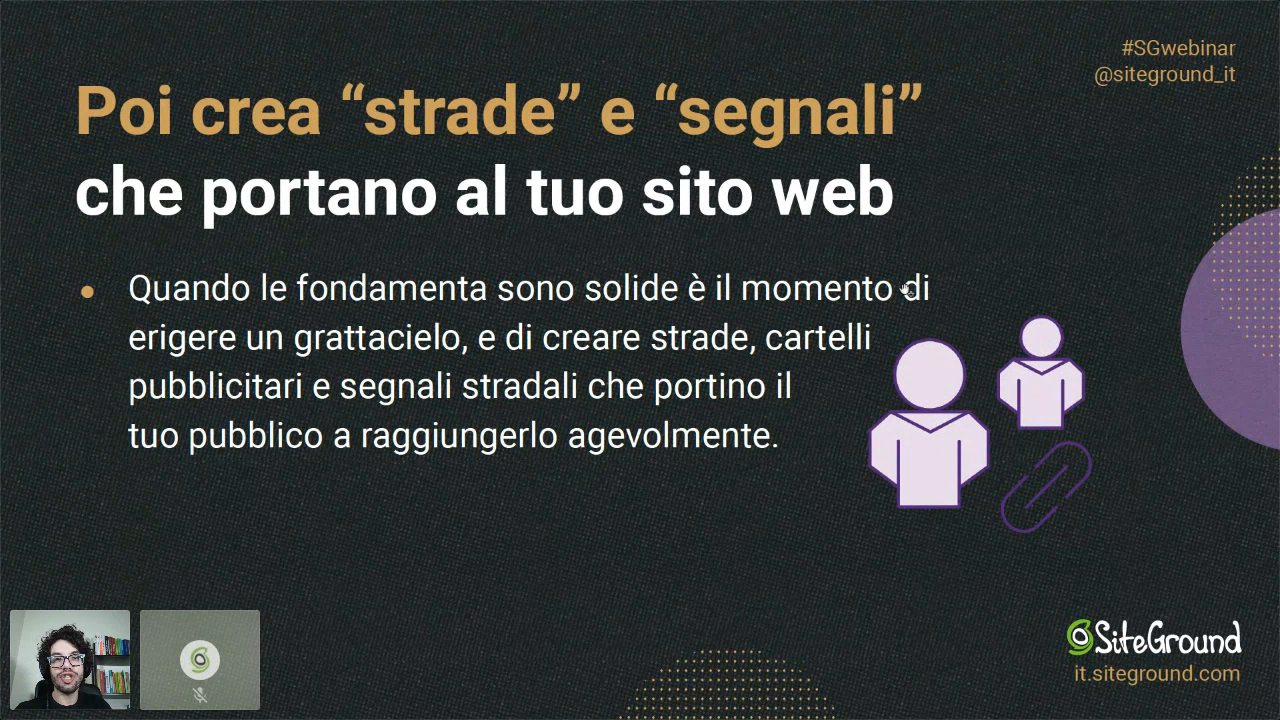 #SGwebinar
@siteground_it
Poi crea “strade” e “segnali”
che portano al tuo sito web
● Quando le fondamenta sono solide è il momento di
erigere un grattacielo, e di creare strade, cartelli
pubblicitari e segnali stradali che portino il
tuo pubblico a raggiungerlo agevolmente.
SiteGround
it.siteground.com